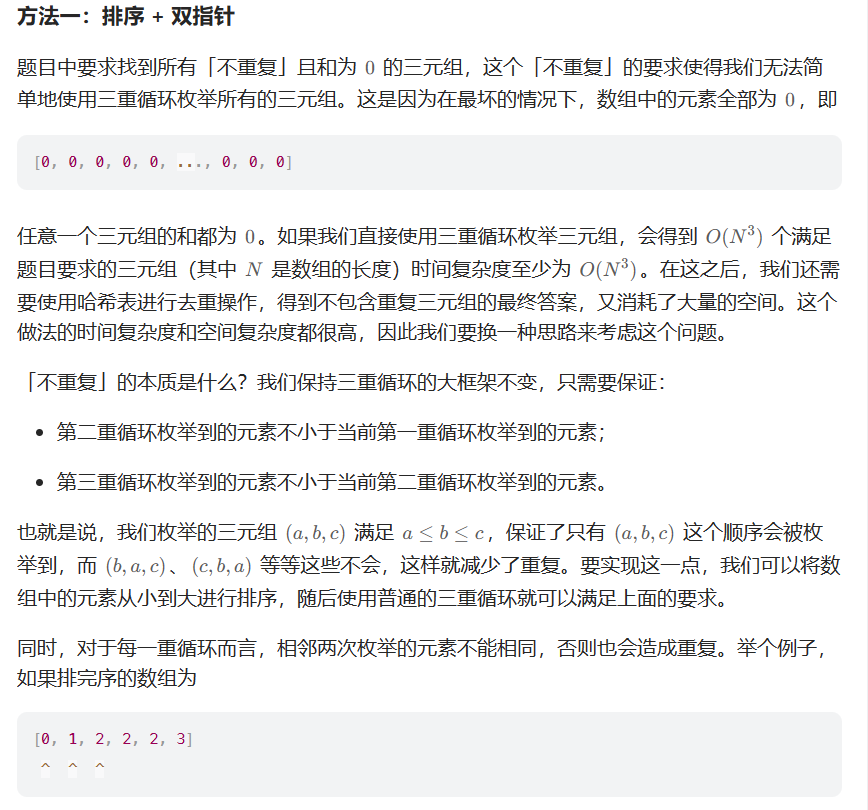 方法一：排序 + 双指针
题目中要求找到所有「不重复」且和为 0 的三元组，这个「不重复」的要求使得我们无法简
单地使用三重循环枚举所有的三元组。这是因为在最坏的情况下，数组中的元素全部为 0，即
[0, 0, 0, 0, 0, ..., 0, 0, 0]
任意一个三元组的和都为 0。如果我们直接使用三重循环枚举三元组，会得到 O(N³) 个满足
题目要求的三元组（其中 N 是数组的长度）时间复杂度至少为 O(N³)。在这之后，我们还需
要使用哈希表进行去重操作，得到不包含重复三元组的最终答案，又消耗了大量的空间。这个
做法的时间复杂度和空间复杂度都很高，因此我们要换一种思路来考虑这个问题。
「不重复」的本质是什么？我们保持三重循环的大框架不变，只需要保证：
• 第二重循环枚举到的元素不小于当前第一重循环枚举到的元素；
• 第三重循环枚举到的元素不小于当前第二重循环枚举到的元素。
也就是说，我们枚举的三元组 (a, b, c) 满足 a ≤ b ≤ c，保证了只有 (a, b, c) 这个顺序会被枚
举到，而 (b, a, c)、(c, b, a) 等等这些不会，这样就减少了重复。要实现这一点，我们可以将数
组中的元素从小到大进行排序，随后使用普通的三重循环就可以满足上面的要求。
同时，对于每一重循环而言，相邻两次枚举的元素不能相同，否则也会造成重复。举个例子，
如果排完序的数组为
[0, 1, 2, 2, 2, 3]
^ ^ ^